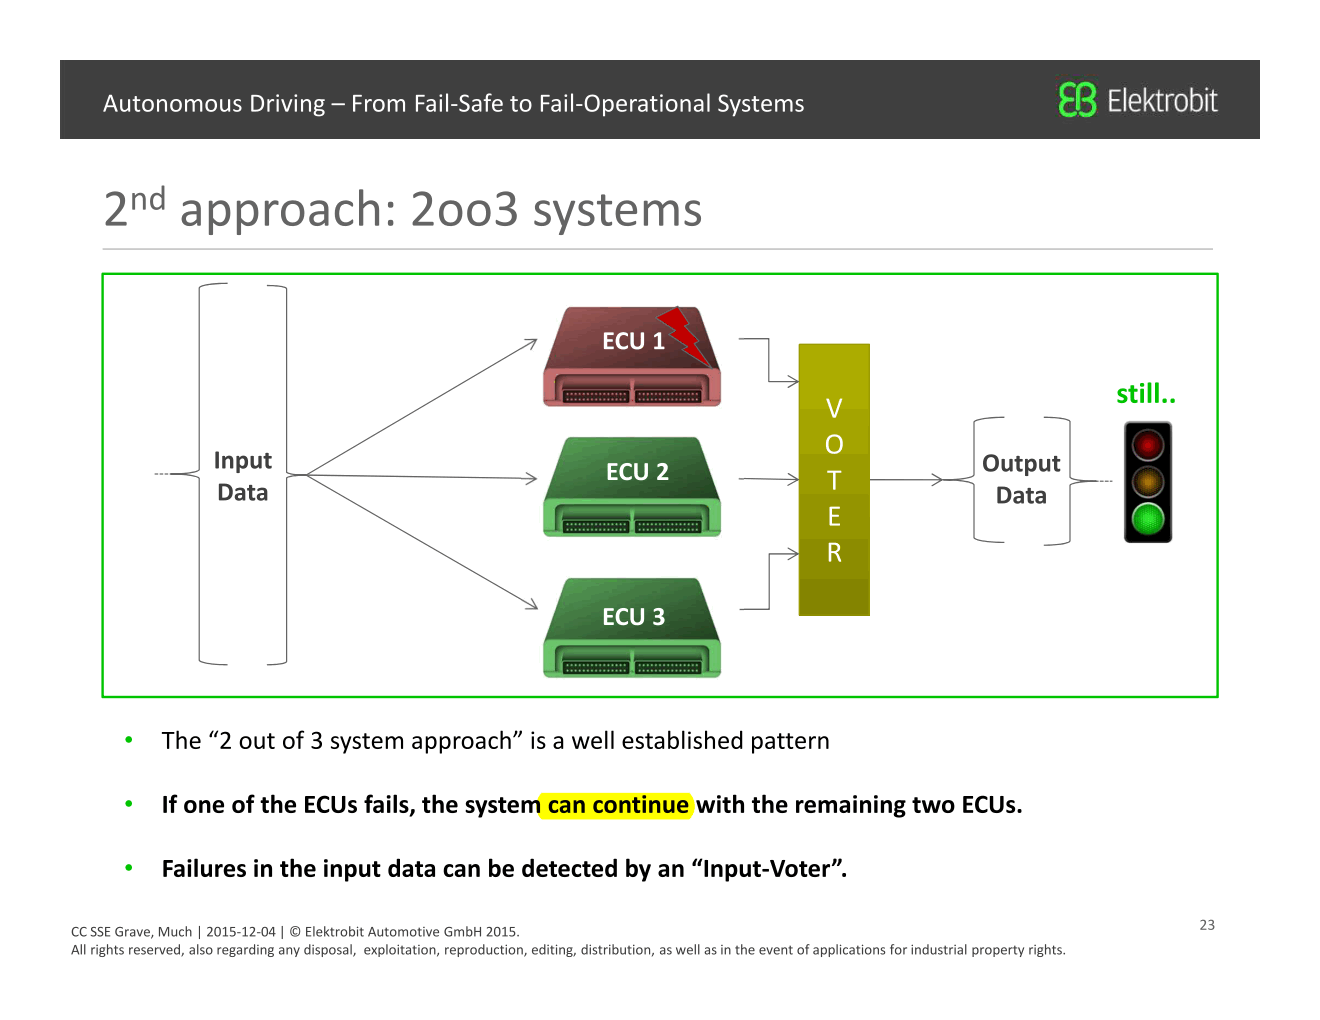 Autonomous Driving – From Fail-Safe to Fail-Operational Systems
Elektrobit
2nd approach: 2oo3 systems
Input
Data
ECU 1
ECU 2
ECU 3
V
O
T
E
R
Output
Data
still..
• The “2 out of 3 system approach” is a well established pattern
• If one of the ECUs fails, the system can continue with the remaining two ECUs.
• Failures in the input data can be detected by an “Input-Voter”.
CC SSE Grave, Much | 2015-12-04 | © Elektrobit Automotive GmbH 2015.
All rights reserved, also regarding any disposal, exploitation, reproduction, editing, distribution, as well as in the event of applications for industrial property rights.
23